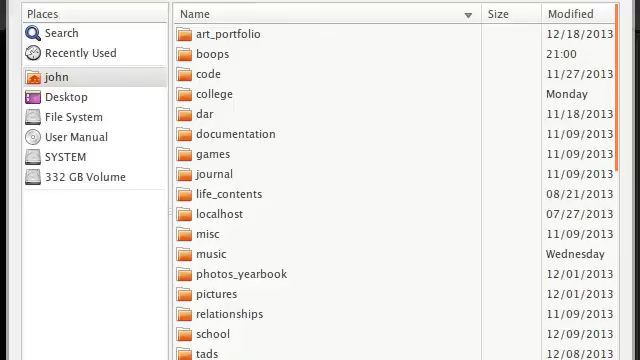 Places
Search
Recently Used
john
Desktop
File System
User Manual
SYSTEM
332 GB Volume
Name Size Modified
art_portfolio 12/18/2013
boops 21:00
code 11/27/2013
college Monday
dar 11/18/2013
documentation 11/09/2013
games 11/09/2013
journal 11/09/2013
life_contents 08/21/2013
localhost 07/27/2013
misc 11/09/2013
music Wednesday
photos_yearbook 12/01/2013
pictures 12/01/2013
relationships 11/09/2013
school 12/09/2013
tads 12/08/2013